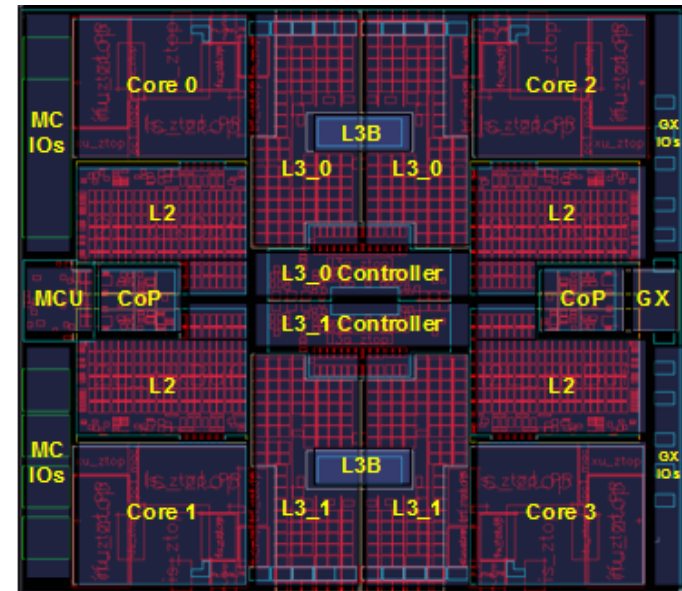 Core 0
Core 2
MC
IOs
GX
IOs
L3B
L3_0
L3_0
L2
L2
L3_0 Controller
MCU
CoP
CoP
GX
L3_1 Controller
L2
L2
MC
IOs
GX
IOs
L3B
Core 1
L3_1
L3_1
Core 3